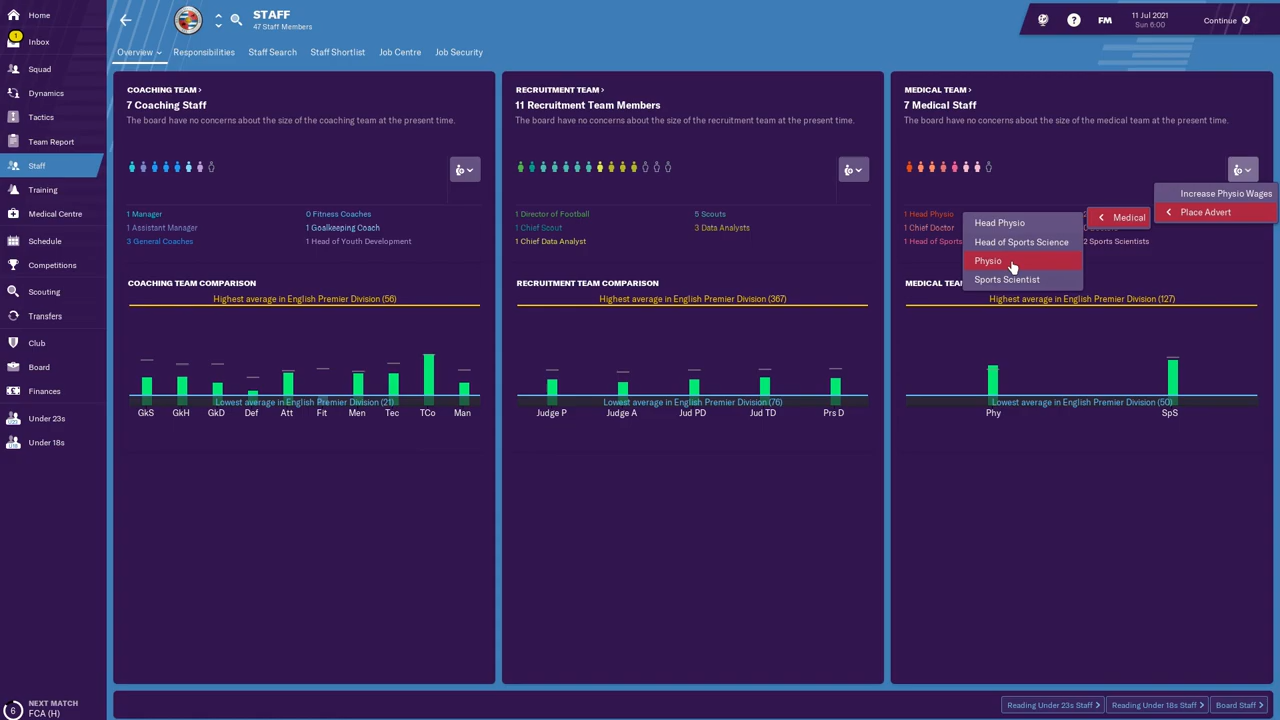 Home
STAFF
47 Staff Members
FM
11 Jul 2021
Sun 6:00
Continue
1
Inbox
Overview
Responsibilities
Staff Search
Staff Shortlist
Job Centre
Job Security
Squad
Dynamics
Tactics
Team Report
Staff
Training
Medical Centre
Schedule
Competitions
Scouting
Transfers
Club
Board
Finances
Under 23s
Under 18s
COACHING TEAM >
7 Coaching Staff
The board have no concerns about the size of the coaching team at the present time.
1 Manager
0 Fitness Coaches
1 Assistant Manager
1 Goalkeeping Coach
3 General Coaches
1 Head of Youth Development
COACHING TEAM COMPARISON
Highest average in English Premier Division (56)
Lowest average in English Premier Division (21)
GkS GkH GkD Def Att Fit Men Tec TCo Man
RECRUITMENT TEAM >
11 Recruitment Team Members
The board have no concerns about the size of the recruitment team at the present time.
1 Director of Football
5 Scouts
1 Chief Scout
3 Data Analysts
1 Chief Data Analyst
RECRUITMENT TEAM COMPARISON
Highest average in English Premier Division (367)
Lowest average in English Premier Division (76)
Judge P Judge A Jud PD Jud TD Prs D
MEDICAL TEAM >
7 Medical Staff
The board have no concerns about the size of the medical team at the present time.
Increase Physio Wages
Place Advert
Medical
Head Physio
Head of Sports Science
Physio
Sports Scientist
1 Head Physio
1 Chief Doctor
1 Head of Sports
2 Sports Scientists
MEDICAL TEA
Highest average in English Premier Division (127)
Lowest average in English Premier Division (50)
Phy SpS
6
NEXT MATCH
FCA (H)
Reading Under 23s Staff >
Reading Under 18s Staff >
Board Staff >